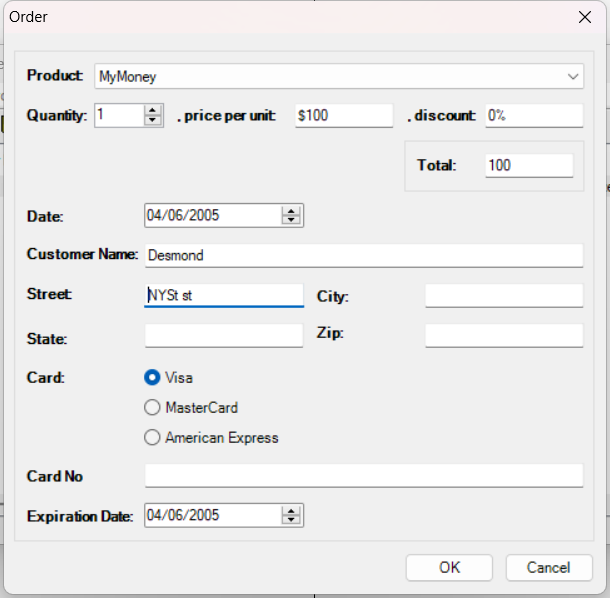 Order
Product: MyMoney
Quantity: 1 , price per unit: $100 , discount: 0%
Total: 100
Date: 04/06/2005
Customer Name: Desmond
Street: NYSt st City:
State: Zip:
Card: Visa
MasterCard
American Express
Card No
Expiration Date: 04/06/2005
OK Cancel